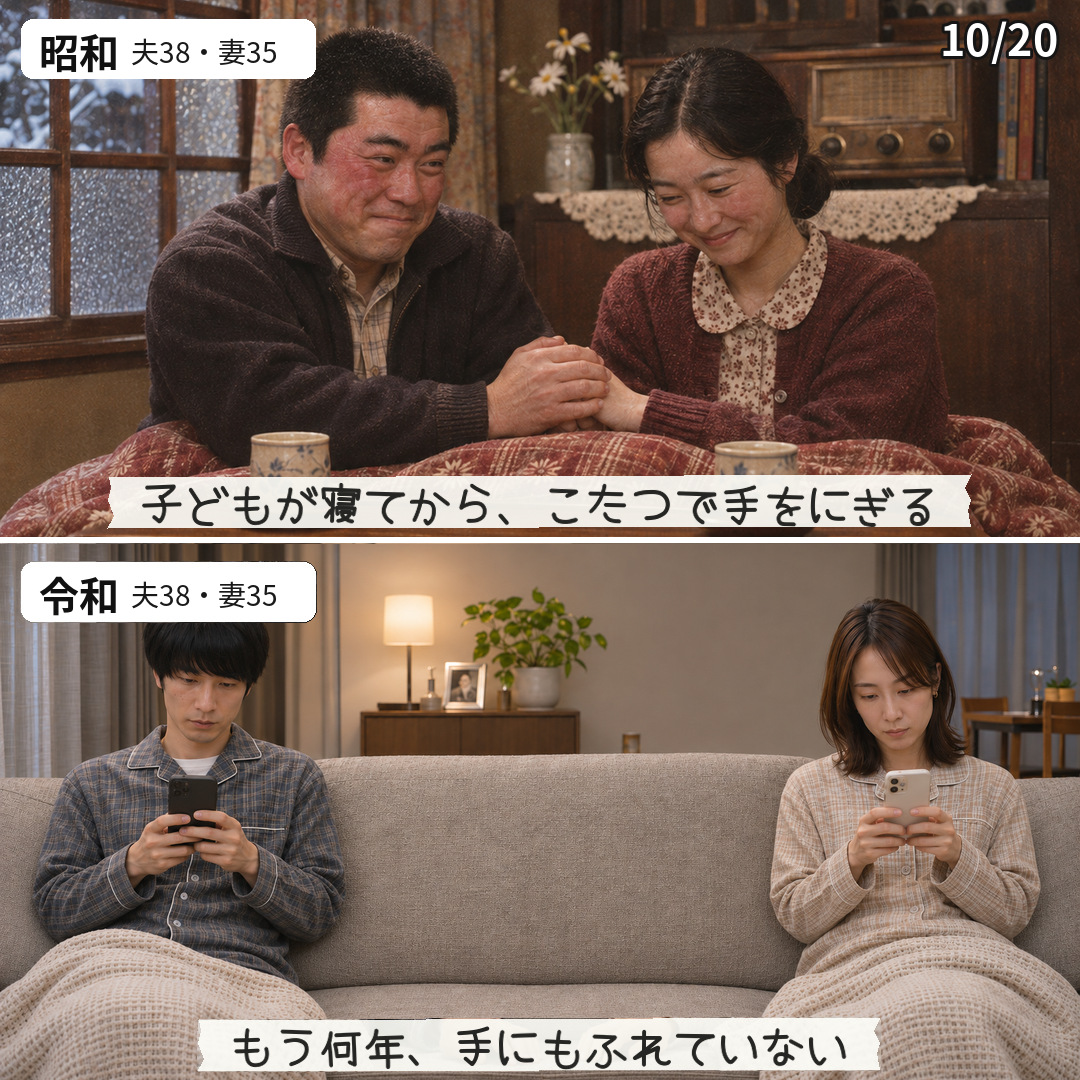 昭和 夫38・妻35
10/20
子どもが寝てから、こたつで手をにぎる
令和 夫38・妻35
もう何年、手にもふれていない